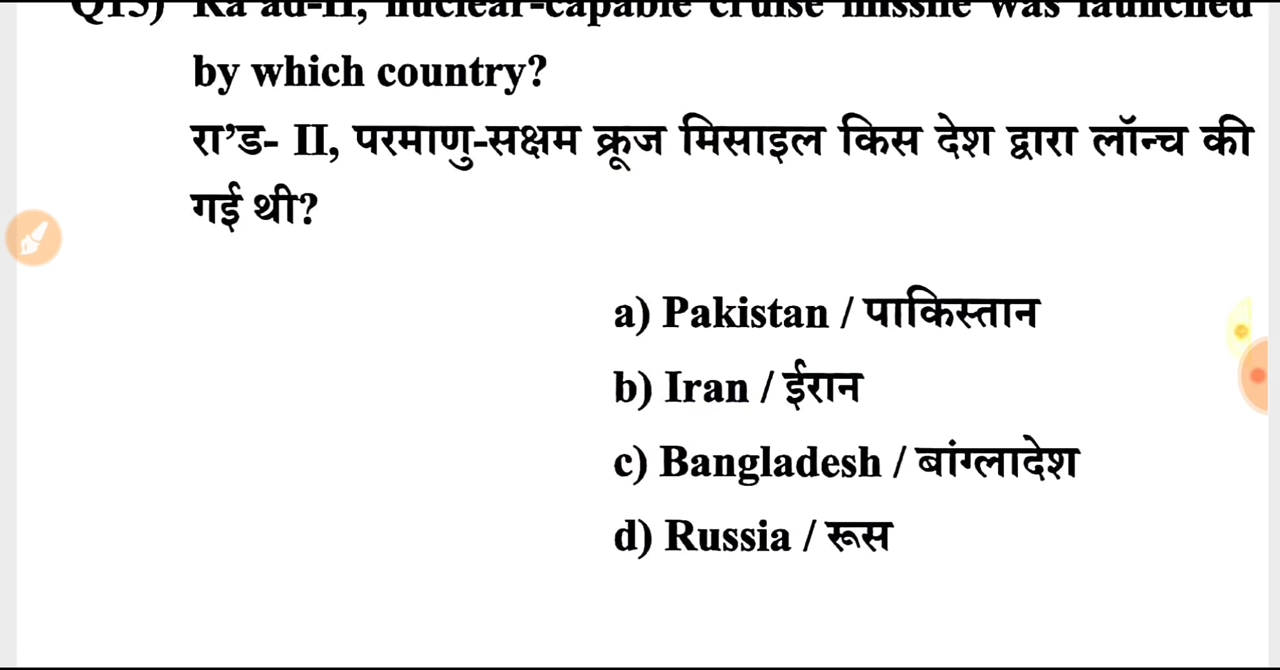 Q15) Ra'ad-II, nuclear-capable cruise missile was launched
by which country?
रा’ड- II, परमाणु-सक्षम क्रूज मिसाइल किस देश द्वारा लॉन्च की
गई थी?
a) Pakistan / पाकिस्तान
b) Iran / ईरान
c) Bangladesh / बांग्लादेश
d) Russia / रूस